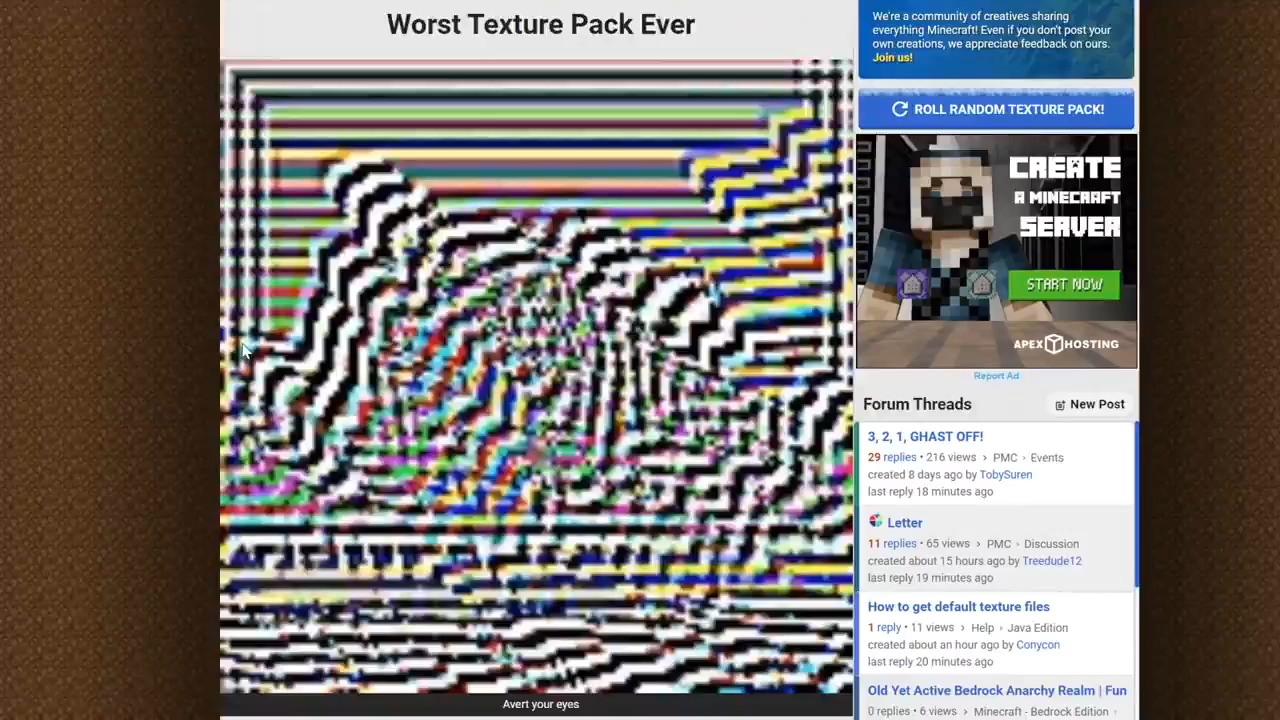 Worst Texture Pack Ever
Avert your eyes
We're a community of creatives sharing
everything Minecraft! Even if you don't post your
own creations, we appreciate feedback on ours.
Join us!
ROLL RANDOM TEXTURE PACK!
CREATE
A MINECRAFT
SERVER
START NOW
APEX HOSTING
Report Ad
Forum Threads
New Post
3, 2, 1, GHAST OFF!
29 replies • 216 views › PMC › Events
created 8 days ago by TobySuren
last reply 18 minutes ago
Letter
11 replies • 65 views › PMC › Discussion
created about 15 hours ago by Treedude12
last reply 19 minutes ago
How to get default texture files
1 reply • 11 views › Help › Java Edition
created about an hour ago by Conycon
last reply 20 minutes ago
Old Yet Active Bedrock Anarchy Realm | Fun
0 replies • 6 views › Minecraft - Bedrock Edition ›